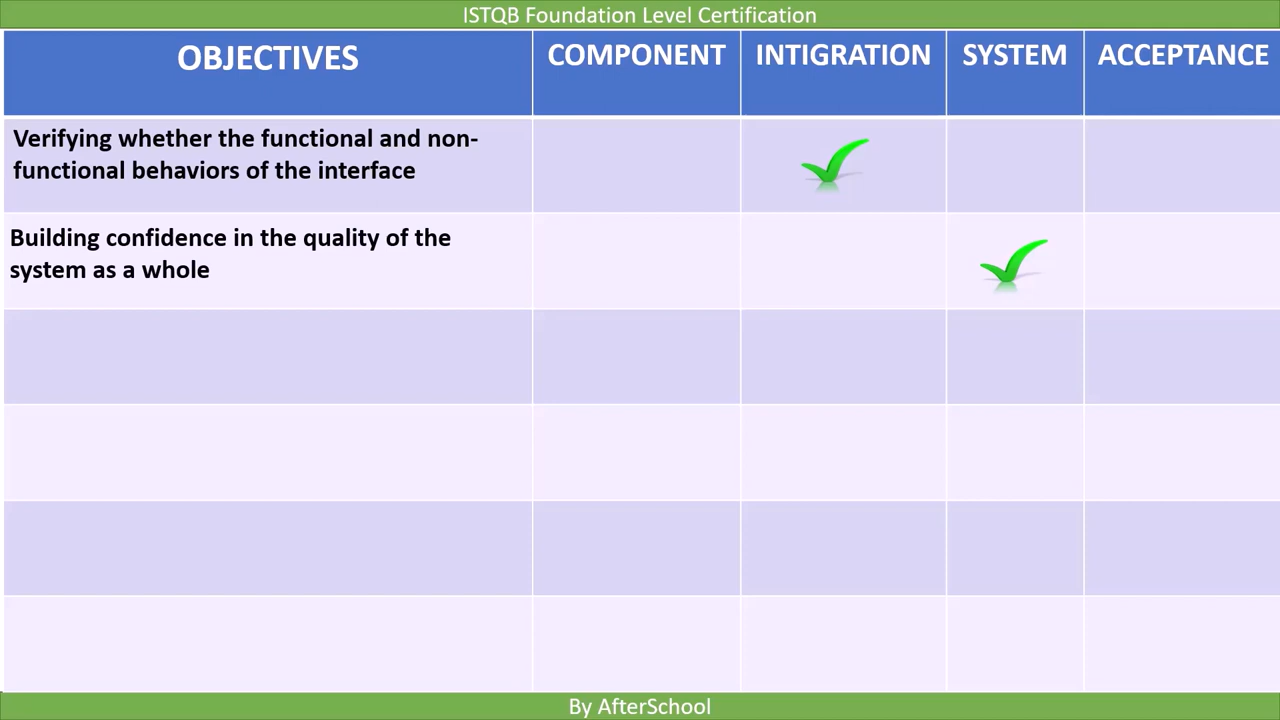 ISTQB Foundation Level Certification
OBJECTIVES COMPONENT INTIGRATION SYSTEM ACCEPTANCE
Verifying whether the functional and non-
functional behaviors of the interface
Building confidence in the quality of the
system as a whole
By AfterSchool